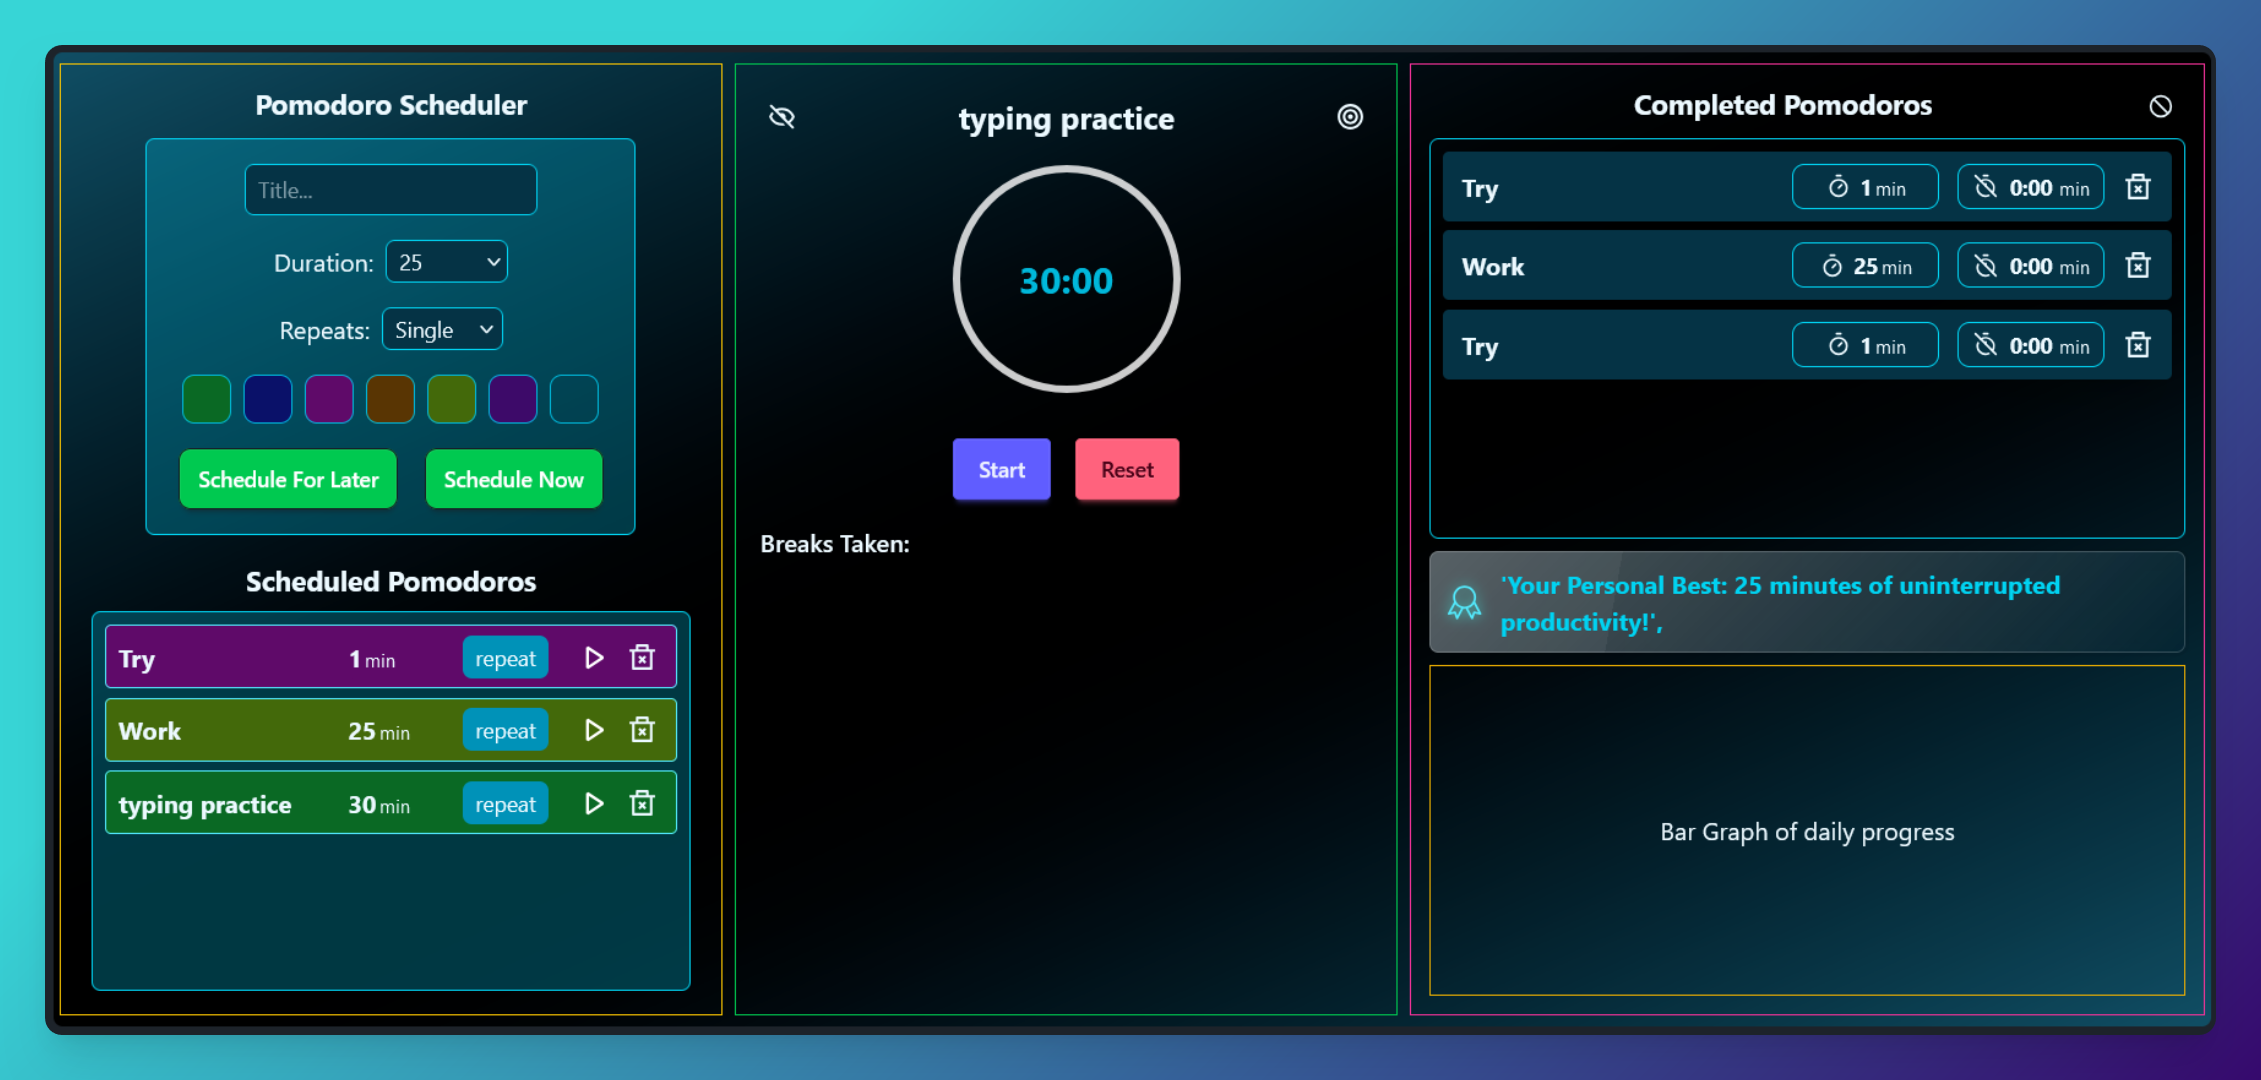 Pomodoro Scheduler
Title...
Duration: 25
Repeats: Single
Schedule For Later Schedule Now
Scheduled Pomodoros
Try 1 min repeat
Work 25 min repeat
typing practice 30 min repeat
typing practice
30:00
Start Reset
Breaks Taken:
Completed Pomodoros
Try 1 min 0:00 min
Work 25 min 0:00 min
Try 1 min 0:00 min
'Your Personal Best: 25 minutes of uninterrupted
productivity!',
Bar Graph of daily progress